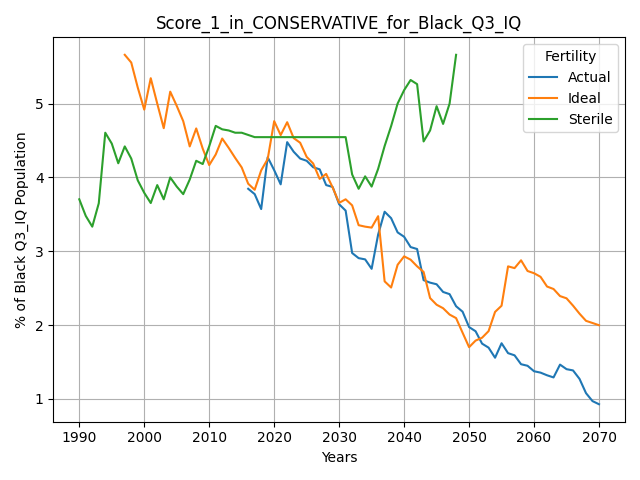 Score_1_in_CONSERVATIVE_for_Black_Q3_IQ
Fertility
Actual
Ideal
Sterile
% of Black Q3_IQ Population
5
4
3
2
1
1990 2000 2010 2020 2030 2040 2050 2060 2070
Years